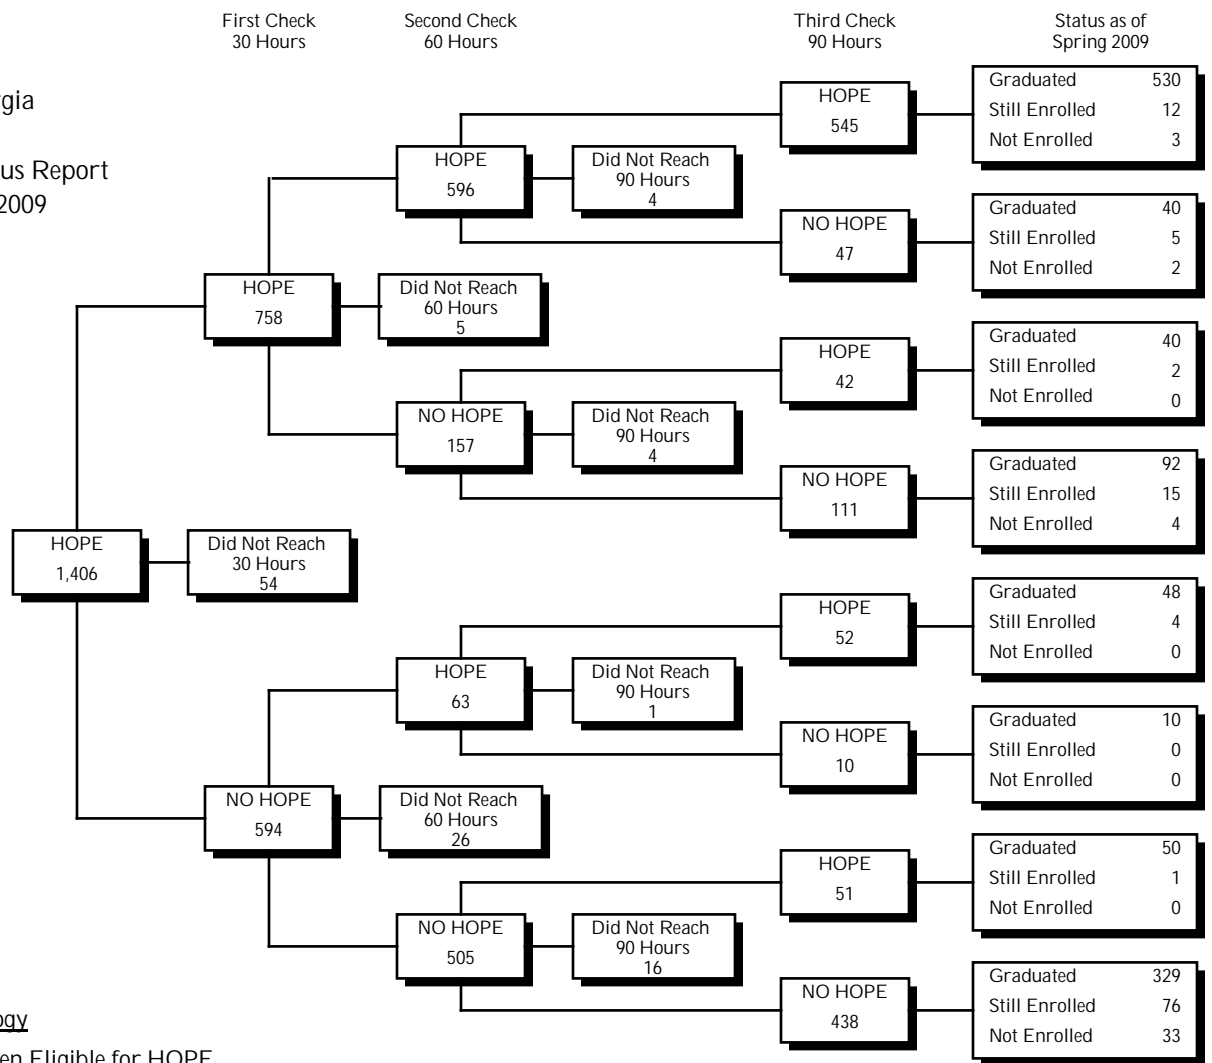 First Check
30 Hours
Second Check
60 Hours
Third Check
90 Hours
Status as of
Spring 2009
rgia
us Report
2009
HOPE
1,406
Did Not Reach
30 Hours
54
HOPE
758
Did Not Reach
60 Hours
5
NO HOPE
594
Did Not Reach
60 Hours
26
HOPE
596
Did Not Reach
90 Hours
4
NO HOPE
157
Did Not Reach
90 Hours
4
HOPE
63
Did Not Reach
90 Hours
1
NO HOPE
505
Did Not Reach
90 Hours
16
HOPE
545
Graduated 530
Still Enrolled 12
Not Enrolled 3
NO HOPE
47
Graduated 40
Still Enrolled 5
Not Enrolled 2
HOPE
42
Graduated 40
Still Enrolled 2
Not Enrolled 0
NO HOPE
111
Graduated 92
Still Enrolled 15
Not Enrolled 4
HOPE
52
Graduated 48
Still Enrolled 4
Not Enrolled 0
NO HOPE
10
Graduated 10
Still Enrolled 0
Not Enrolled 0
HOPE
51
Graduated 50
Still Enrolled 1
Not Enrolled 0
NO HOPE
438
Graduated 329
Still Enrolled 76
Not Enrolled 33
ogy
en Eligible for HOPE